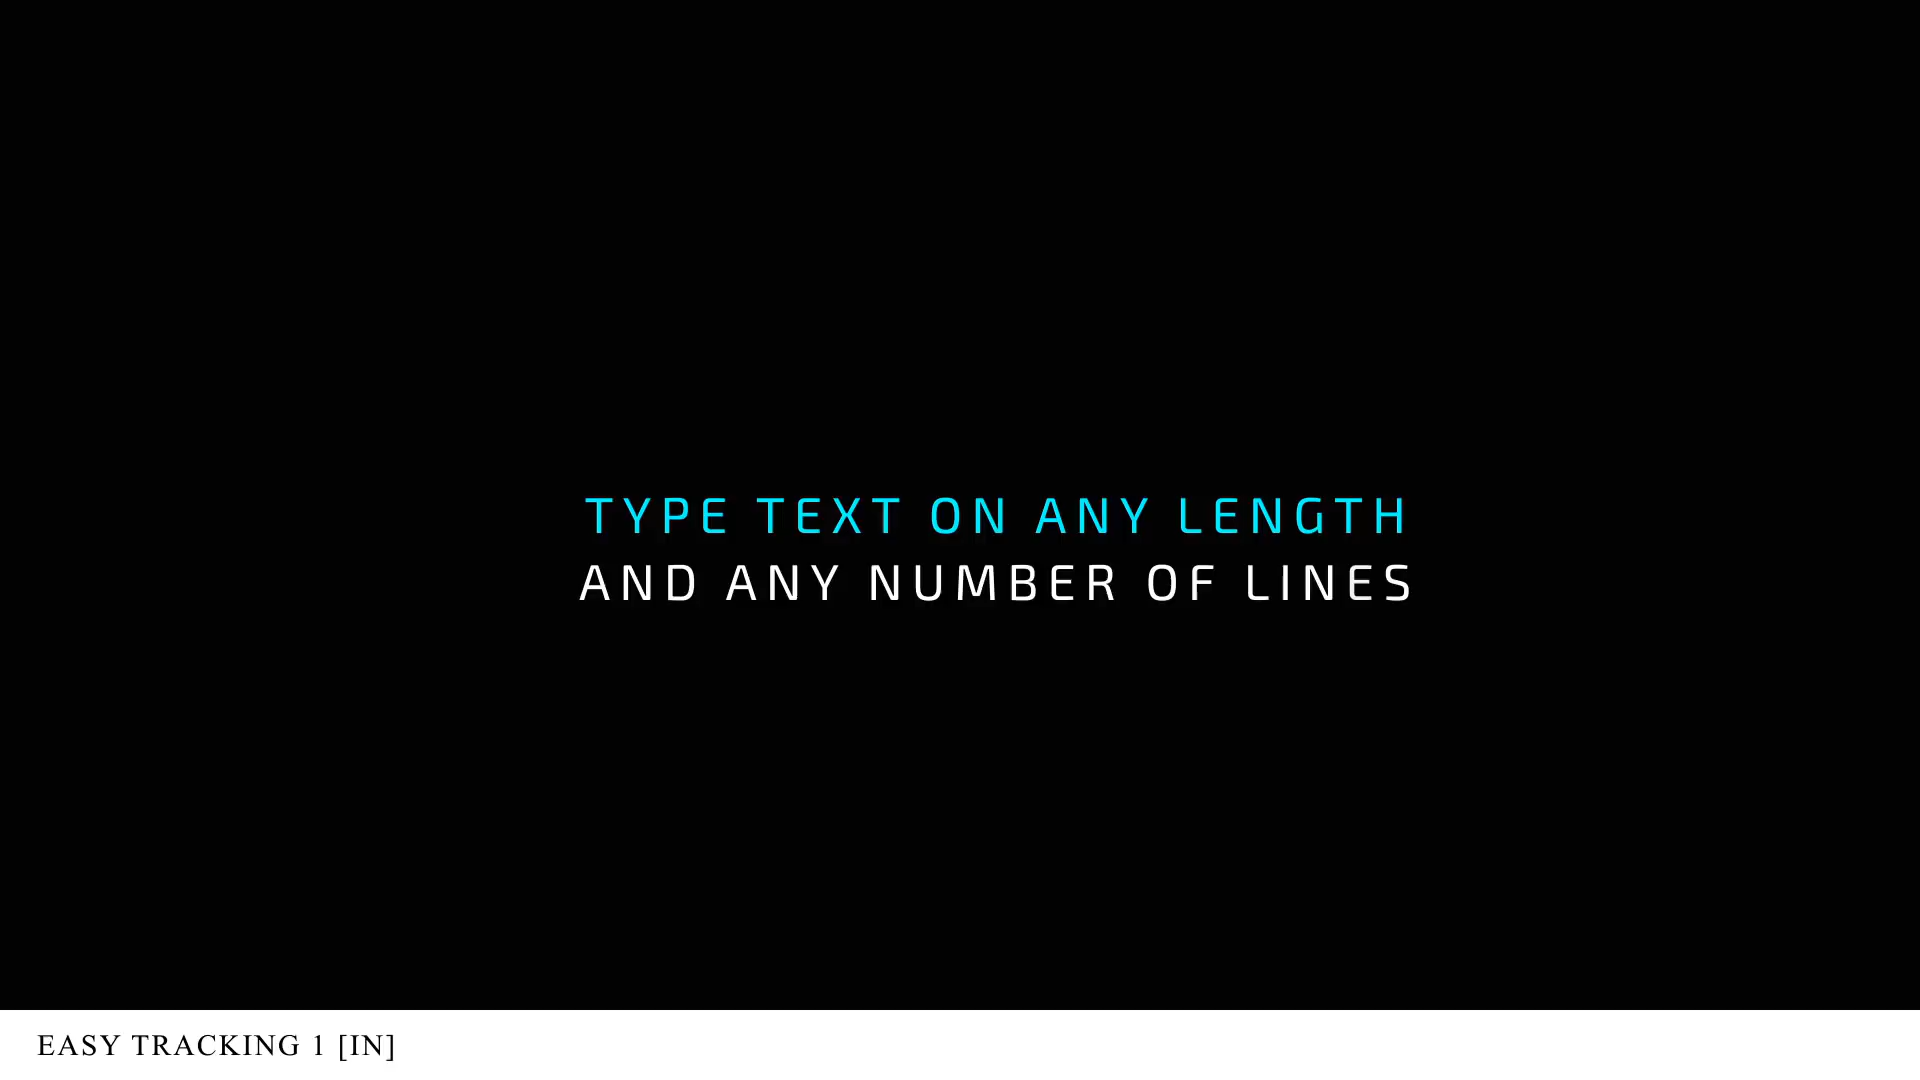 TYPE TEXT ON ANY LENGTH
AND ANY NUMBER OF LINES
EASY TRACKING 1 [IN]